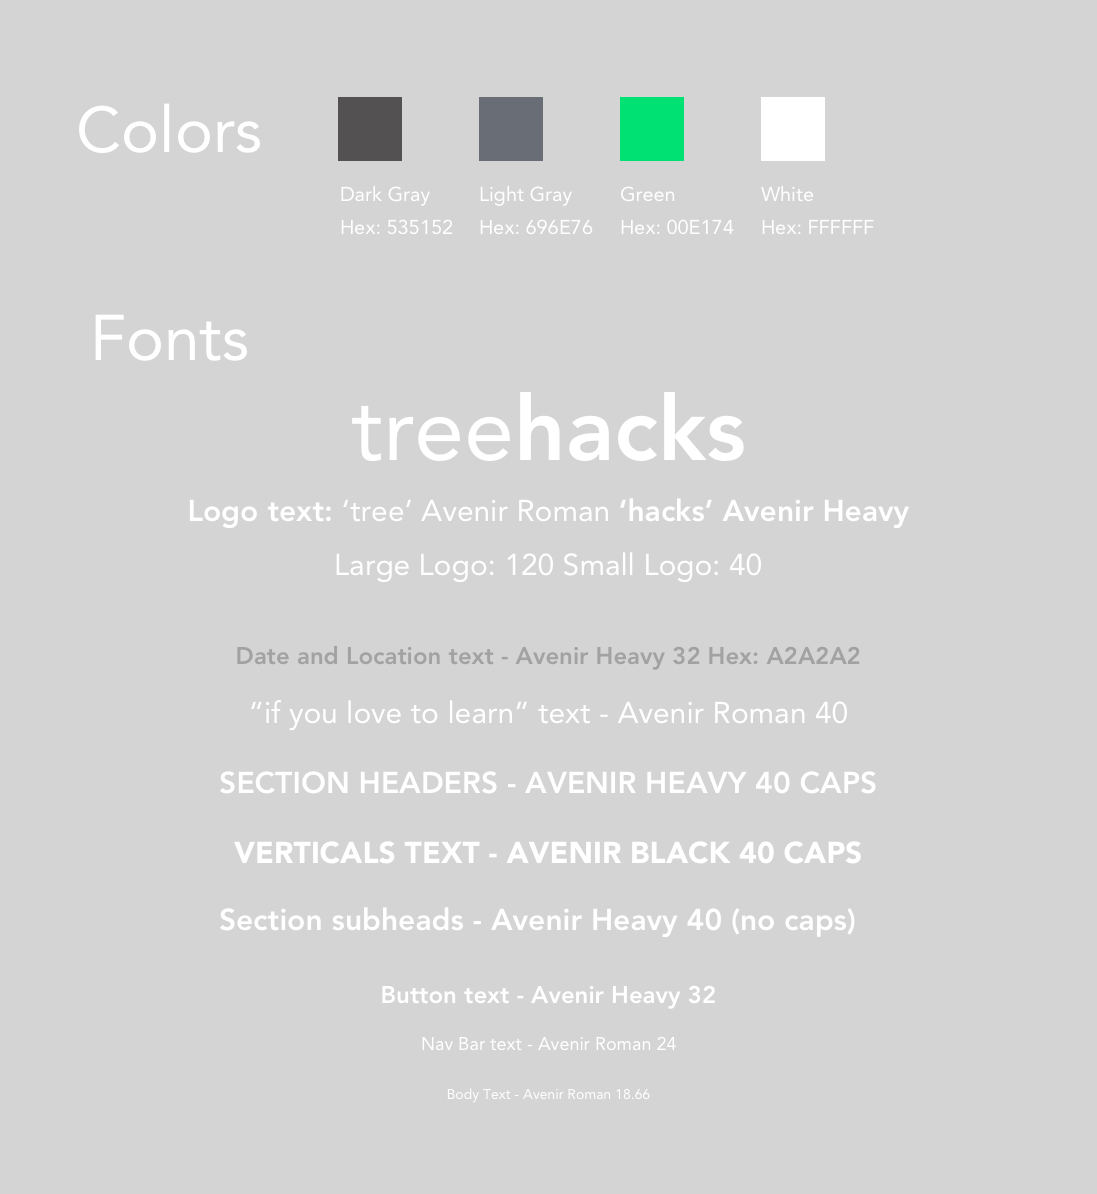 Colors
Dark Gray
Hex: 535152
Light Gray
Hex: 696E76
Green
Hex: 00E174
White
Hex: FFFFFF
Fonts
treehacks
Logo text: ‘tree’ Avenir Roman ‘hacks’ Avenir Heavy
Large Logo: 120 Small Logo: 40
Date and Location text - Avenir Heavy 32 Hex: A2A2A2
“if you love to learn” text - Avenir Roman 40
SECTION HEADERS - AVENIR HEAVY 40 CAPS
VERTICALS TEXT - AVENIR BLACK 40 CAPS
Section subheads - Avenir Heavy 40 (no caps)
Button text - Avenir Heavy 32
Nav Bar text - Avenir Roman 24
Body Text - Avenir Roman 18.66